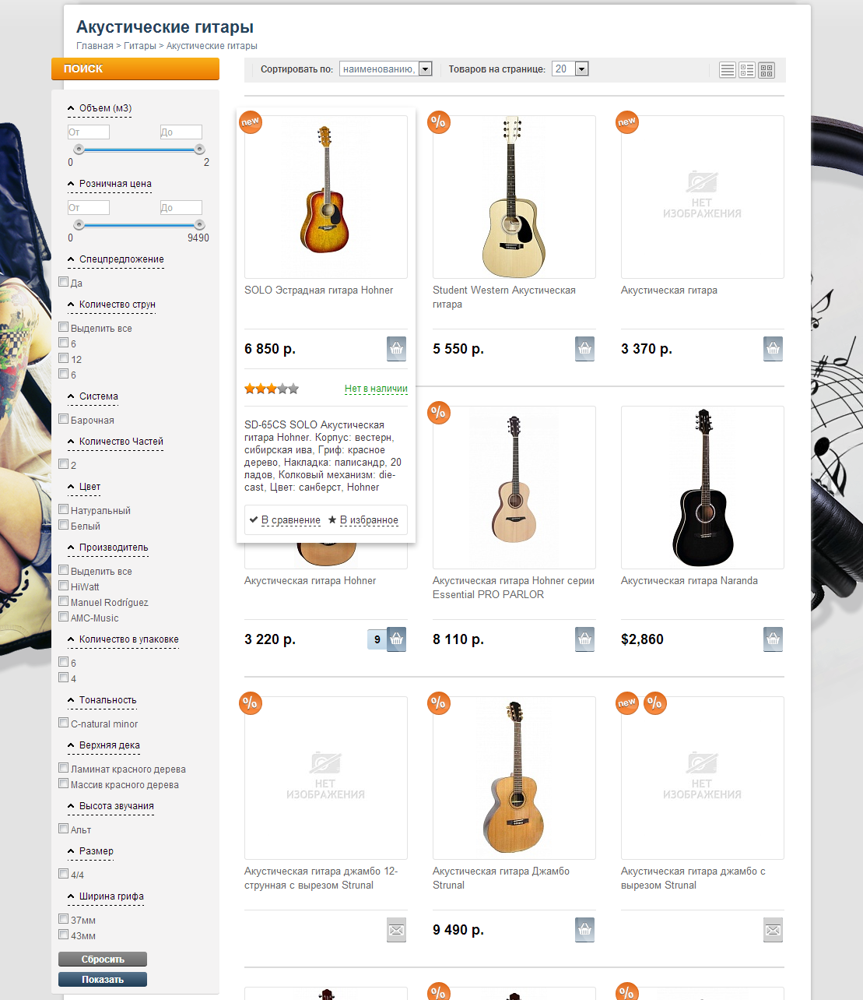 Акустические гитары
Главная > Гитары > Акустические гитары
ПОИСК
Объем (м3)
От До
0 2
Розничная цена
От До
0 9490
Спецпредложение
Да
Количество струн
Выделить все
6
12
6
Система
Барочная
Количество Частей
2
Цвет
Натуральный
Белый
Производитель
Выделить все
HiWatt
Manuel Rodríguez
AMC-Music
Количество в упаковке
6
4
Тональность
C-natural minor
Верхняя дека
Ламинат красного дерева
Массив красного дерева
Высота звучания
Альт
Размер
4/4
Ширина грифа
37мм
43мм
Сбросить
Показать
Сортировать по: наименованию, Товаров на странице: 20
new
SOLO Эстрадная гитара Hohner
6 850 р.
Нет в наличии
SD-65CS SOLO Акустическая
гитара Hohner. Корпус: вестерн,
сибирская ива, Гриф: красное
дерево, Накладка: палисандр, 20
ладов, Колковый механизм: die-
cast, Цвет: санберст, Hohner
В сравнение В избранное
%
Student Western Акустическая
гитара
5 550 р.
new
НЕТ
ИЗОБРАЖЕНИЯ
Акустическая гитара
3 370 р.
Акустическая гитара Hohner
3 220 р. 9
%
Акустическая гитара Hohner серии
Essential PRO PARLOR
8 110 р.
Акустическая гитара Naranda
$2,860
%
НЕТ
ИЗОБРАЖЕНИЯ
Акустическая гитара джамбо 12-
струнная с вырезом Strunal
%
Акустическая гитара Джамбо
Strunal
9 490 р.
new %
НЕТ
ИЗОБРАЖЕНИЯ
Акустическая гитара джамбо с
вырезом Strunal
%
%